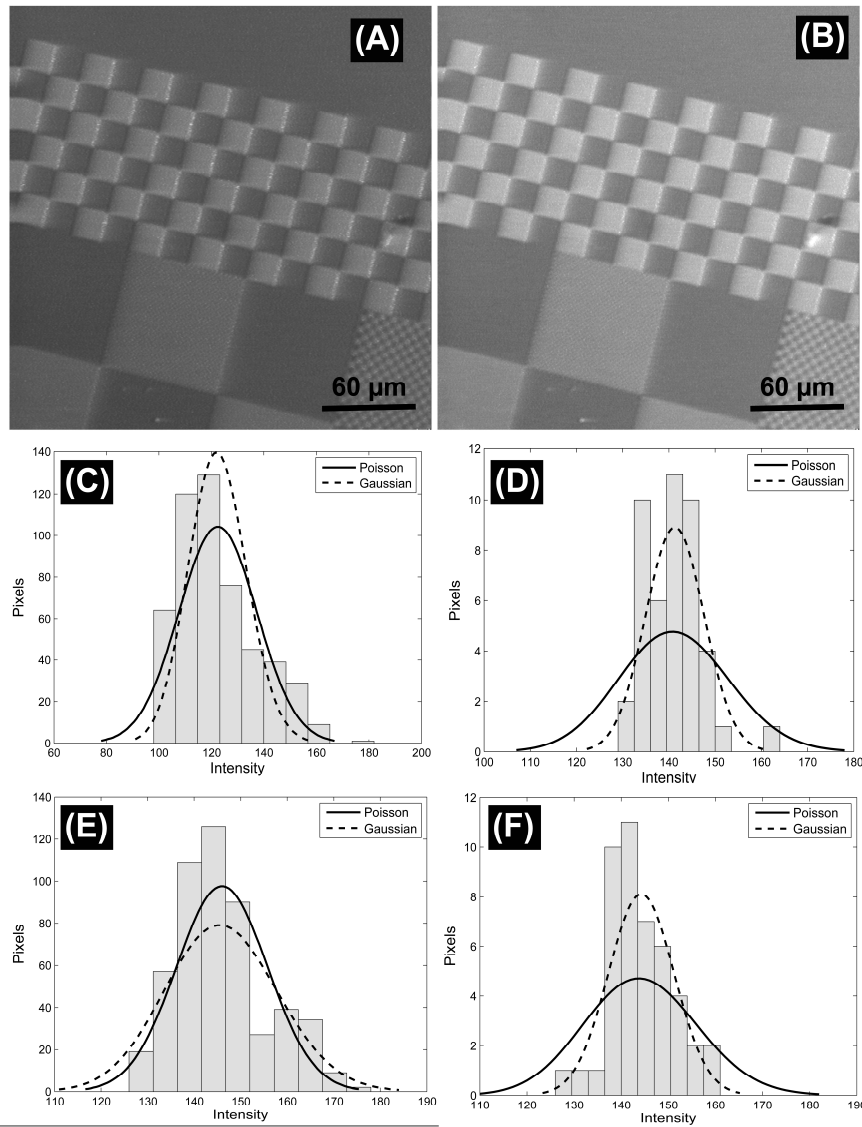 (A)
(B)
60 µm
60 µm
(C)
Poisson
Gaussian
140
120
100
80
60
40
20
0
Pixels
60
80
100
120
140
160
180
200
Intensity
(D)
Poisson
Gaussian
12
10
8
6
4
2
0
Pixels
100
110
120
130
140
150
160
170
180
Intensity
(E)
Poisson
Gaussian
140
120
100
80
60
40
20
0
Pixels
110
120
130
140
150
160
170
180
190
Intensity
(F)
Poisson
Gaussian
12
10
8
6
4
2
0
Pixels
110
120
130
140
150
160
170
180
190
Intensity